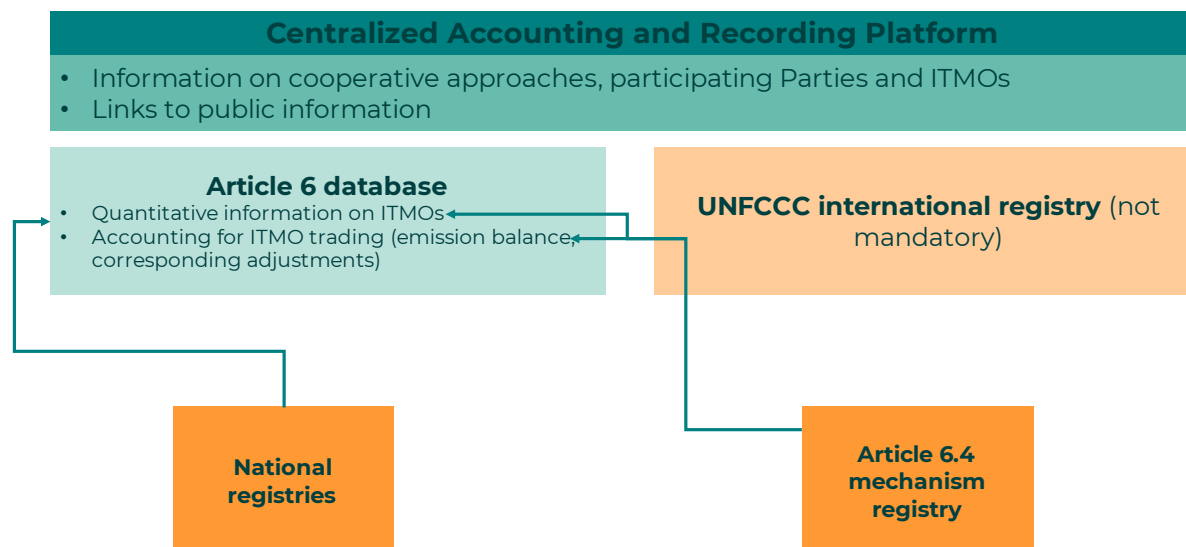 Centralized Accounting and Recording Platform
• Information on cooperative approaches, participating Parties and ITMOs
• Links to public information
Article 6 database
• Quantitative information on ITMOs
• Accounting for ITMO trading (emission balance,
corresponding adjustments)
UNFCCC international registry (not
mandatory)
National
registries
Article 6.4
mechanism
registry